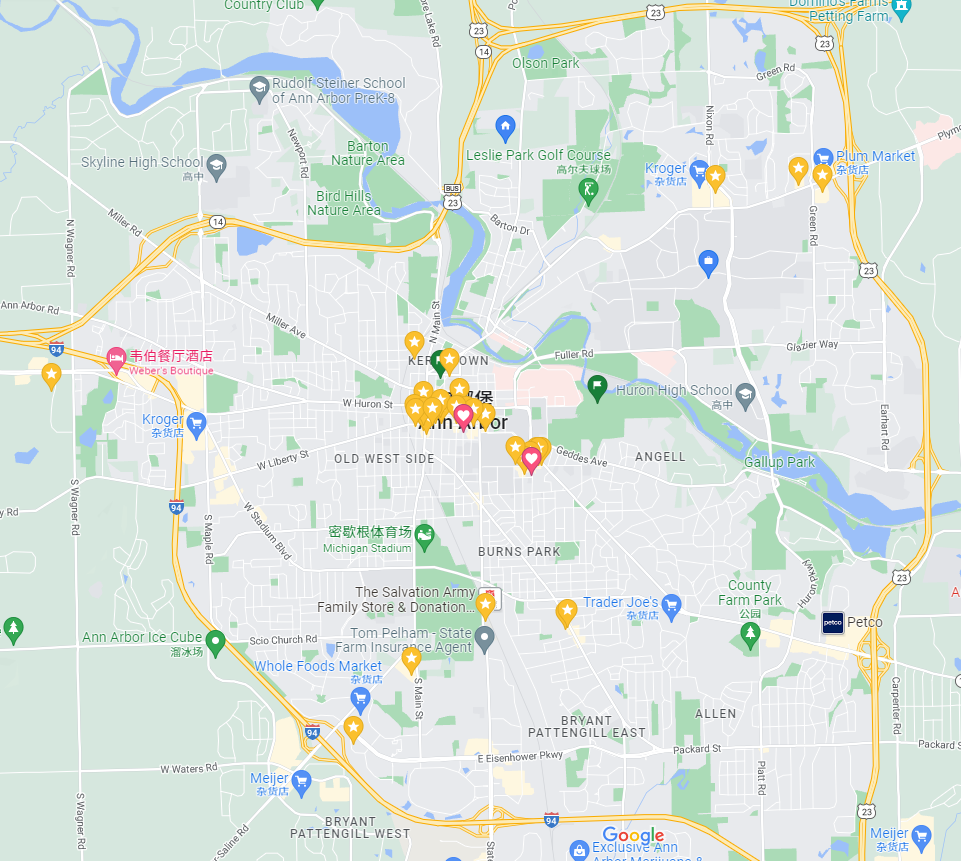 Country Club
Domino's Farms
Petting Farm
23
23
23
14
Olson Park
Green Rd
Rudolf Steiner School
of Ann Arbor PreK-8
Newport Rd
Nixon Rd
Barton
Nature Area
Leslie Park Golf Course
高尔夫球场
Skyline High School
高中
Kroger
杂货店
Plum Market
杂货店
BUS
23
Bird Hills
Nature Area
Miller Rd
14
Barton Dr
Green Rd
N Wagner Rd
23
Ann Arbor Rd
N Main St
Miller Ave
94
韦伯餐厅酒店
Weber's Boutique
Fuller Rd
Glazier Way
Huron High School
高中
W Huron St
Kroger
杂货店
Earhart Rd
Ann Arbor
OLD WEST SIDE
W Liberty St
Geddes Ave
ANGELL
Gallup Park
S Wagner Rd
94
S Maple Rd
W Stadium Blvd
密歇根体育场
Michigan Stadium
BURNS PARK
23
Huron Pkwy
County
Farm Park
公园
The Salvation Army
Family Store & Donation...
Trader Joe's
杂货店
petco
Petco
Ann Arbor Ice Cube
溜冰场
Scio Church Rd
Tom Pelham - State
Farm Insurance Agent
Whole Foods Market
杂货店
S Main St
Carpenter Rd
94
BRYANT
PATTENGILL EAST
ALLEN
E Eisenhower Pkwy
Packard St
Packard S
W Waters Rd
Meijer
杂货店
Platt Rd
S Wagner Rd
BRYANT
PATTENGILL WEST
94
23
Google
Meijer
杂货店
Exclusive Ann